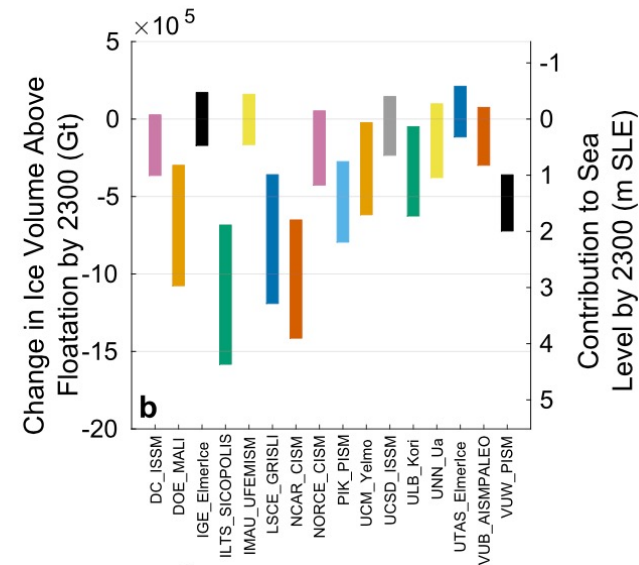 ×10⁵
Change in Ice Volume Above
Floatation by 2300 (Gt)
5
0
-5
-10
-15
-20
b
-1
0
1
2
3
4
5
Contribution to Sea
Level by 2300 (m SLE)
DC_ISSM
DOE_MALI
IGE_ElmerIce
ILTS_SICOPOLIS
IMAU_UFEMISM
LSCE_GRISLI
NCAR_CISM
NORCE_CISM
PIK_PISM
UCM_Yelmo
UCSD_ISSM
ULB_Kori
UNN_Ua
UTAS_ElmerIce
VUB_AISMPALEO
VUW_PISM